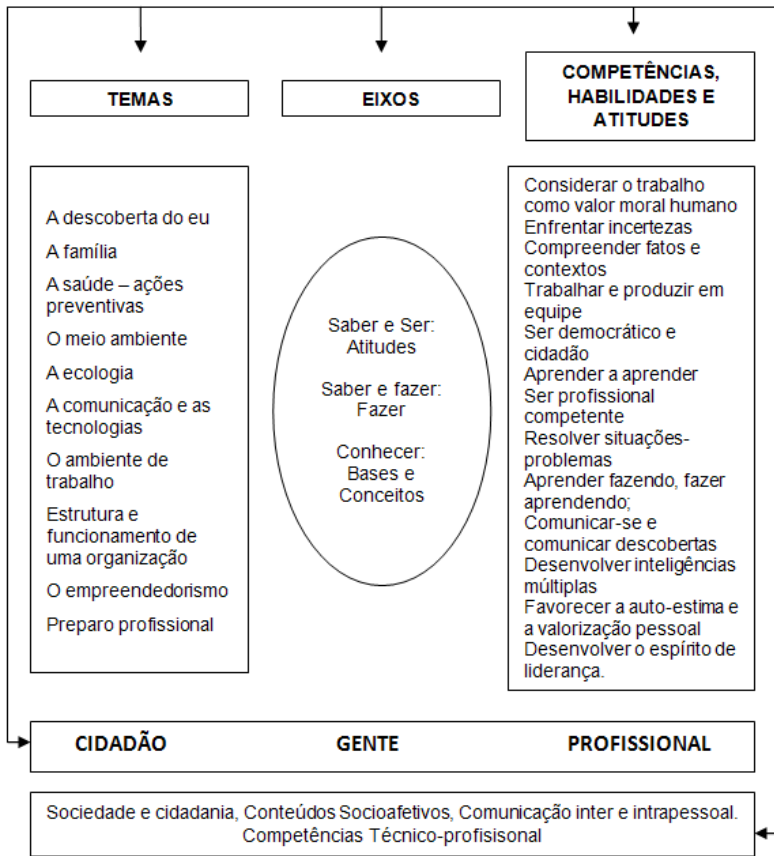 TEMAS
EIXOS
COMPETÊNCIAS,
HABILIDADES E
ATITUDES
A descoberta do eu
A família
A saúde – ações
preventivas
O meio ambiente
A ecologia
A comunicação e as
tecnologias
O ambiente de
trabalho
Estrutura e
funcionamento de
uma organização
O empreendedorismo
Preparo profissional
Saber e Ser:
Atitudes
Saber e fazer:
Fazer
Conhecer:
Bases e
Conceitos
Considerar o trabalho
como valor moral humano
Enfrentar incertezas
Compreender fatos e
contextos
Trabalhar e produzir em
equipe
Ser democrático e
cidadão
Aprender a aprender
Ser profissional
competente
Resolver situações-
problemas
Aprender fazendo, fazer
aprendendo;
Comunicar-se e
comunicar descobertas
Desenvolver inteligências
múltiplas
Favorecer a auto-estima e
a valorização pessoal
Desenvolver o espírito de
liderança.
CIDADÃO GENTE PROFISSIONAL
Sociedade e cidadania, Conteúdos Socioafetivos, Comunicação inter e intrapessoal.
Competências Técnico-profisisonal